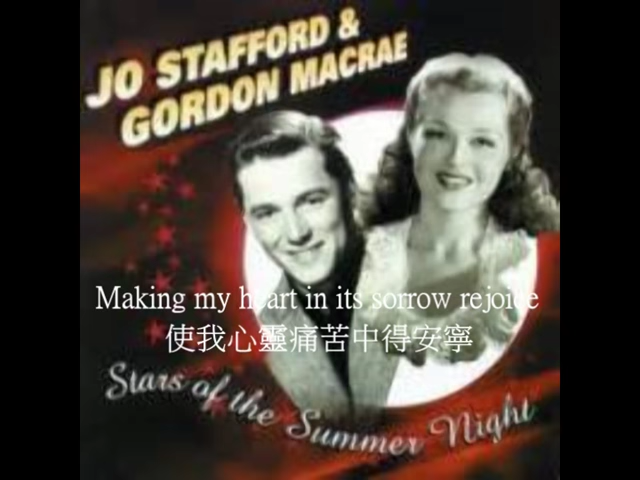 JO STAFFORD &
GORDON MACRAE
Making my heart in its sorrow rejoice
使我心靈痛苦中得安寧
Stars of the Summer Night